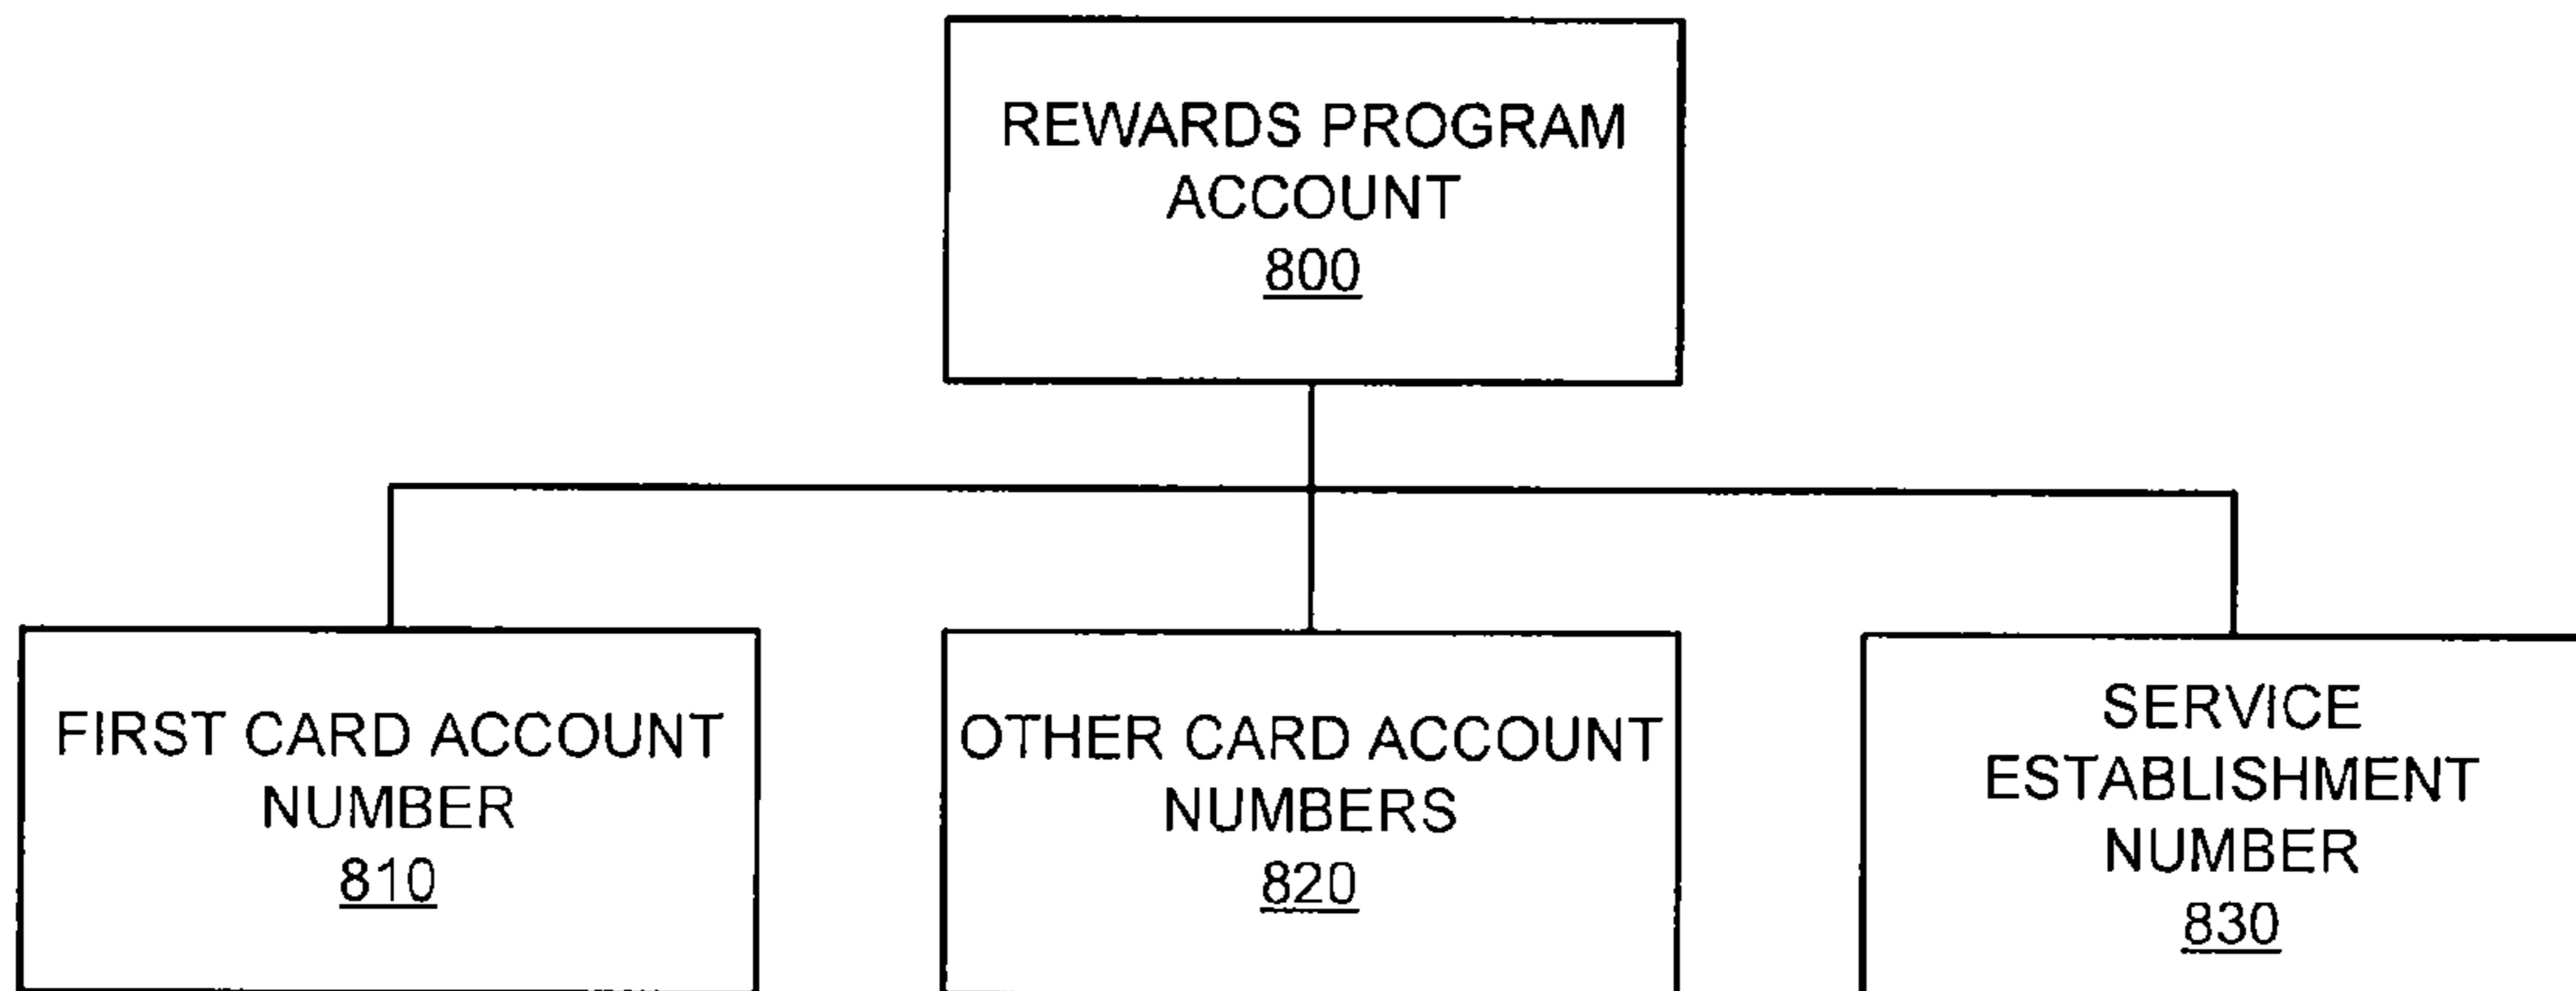 REWARDS PROGRAM
ACCOUNT
800
FIRST CARD ACCOUNT
NUMBER
810
OTHER CARD ACCOUNT
NUMBERS
820
SERVICE
ESTABLISHMENT
NUMBER
830